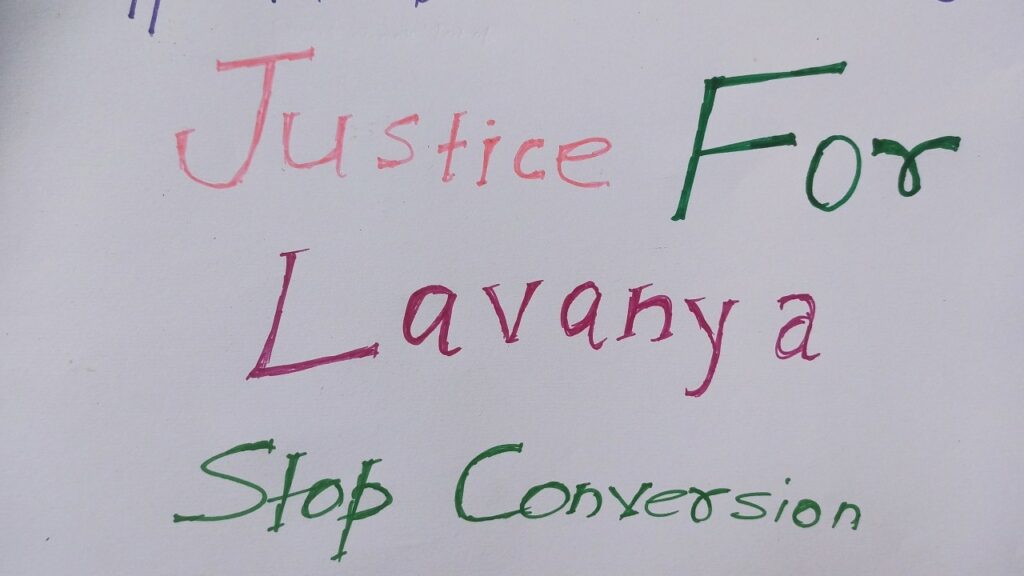 Justice For
Lavanya
Stop Conversion